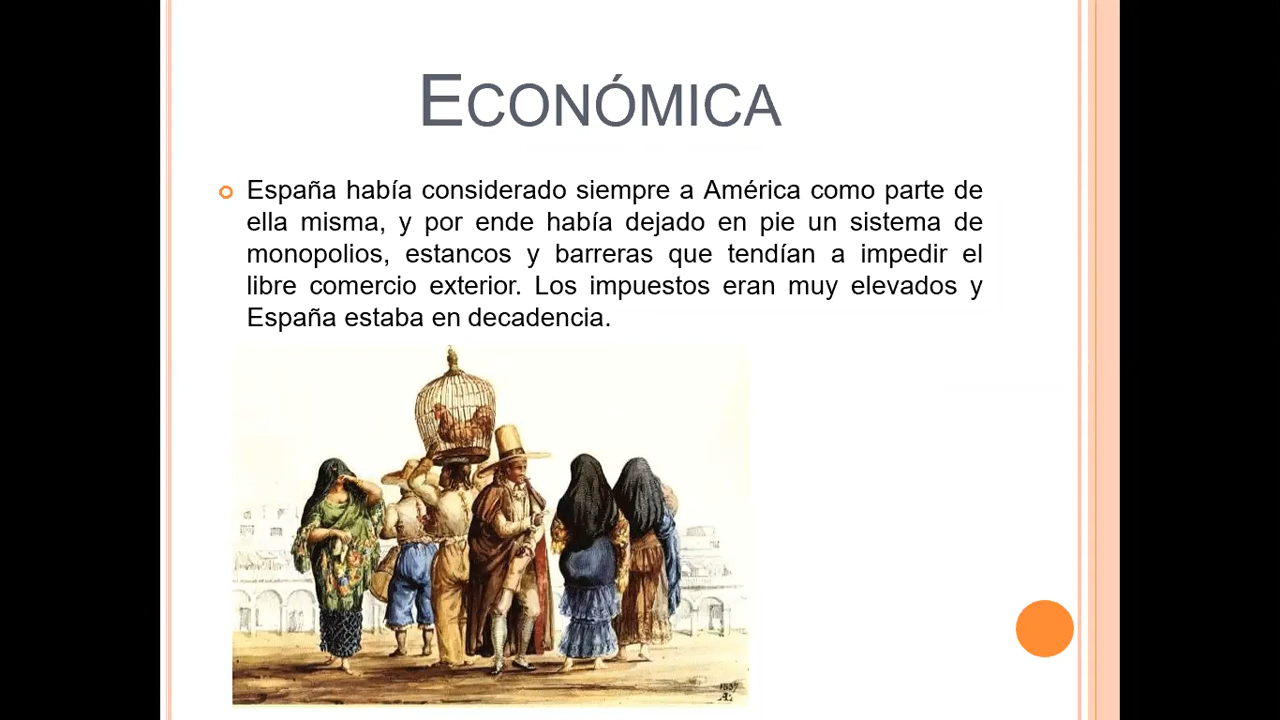 ECONÓMICA
España había considerado siempre a América como parte de
ella misma, y por ende había dejado en pie un sistema de
monopolios, estancos y barreras que tendían a impedir el
libre comercio exterior. Los impuestos eran muy elevados y
España estaba en decadencia.